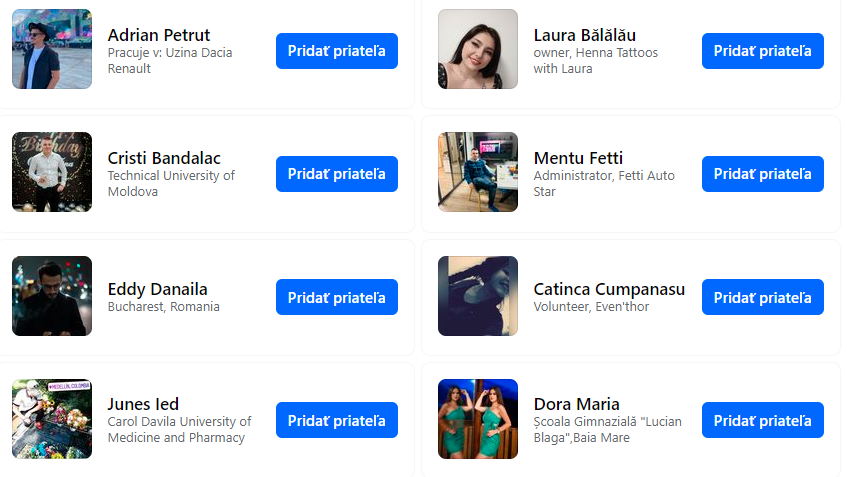 Adrian Petrut
Pracuje v: Uzina Dacia
Renault
Pridať priateľa
Laura Bălălău
owner, Henna Tattoos
with Laura
Pridať priateľa
Cristi Bandalac
Technical University of
Moldova
Pridať priateľa
Mentu Fetti
Administrator, Fetti Auto
Star
Pridať priateľa
Eddy Danaila
Bucharest, Romania
Pridať priateľa
Catinca Cumpanasu
Volunteer, Even'thor
Pridať priateľa
MEDELLIN, COLOMBIA
Junes Ied
Carol Davila University of
Medicine and Pharmacy
Pridať priateľa
Dora Maria
Școala Gimnazială "Lucian
Blaga",Baia Mare
Pridať priateľa